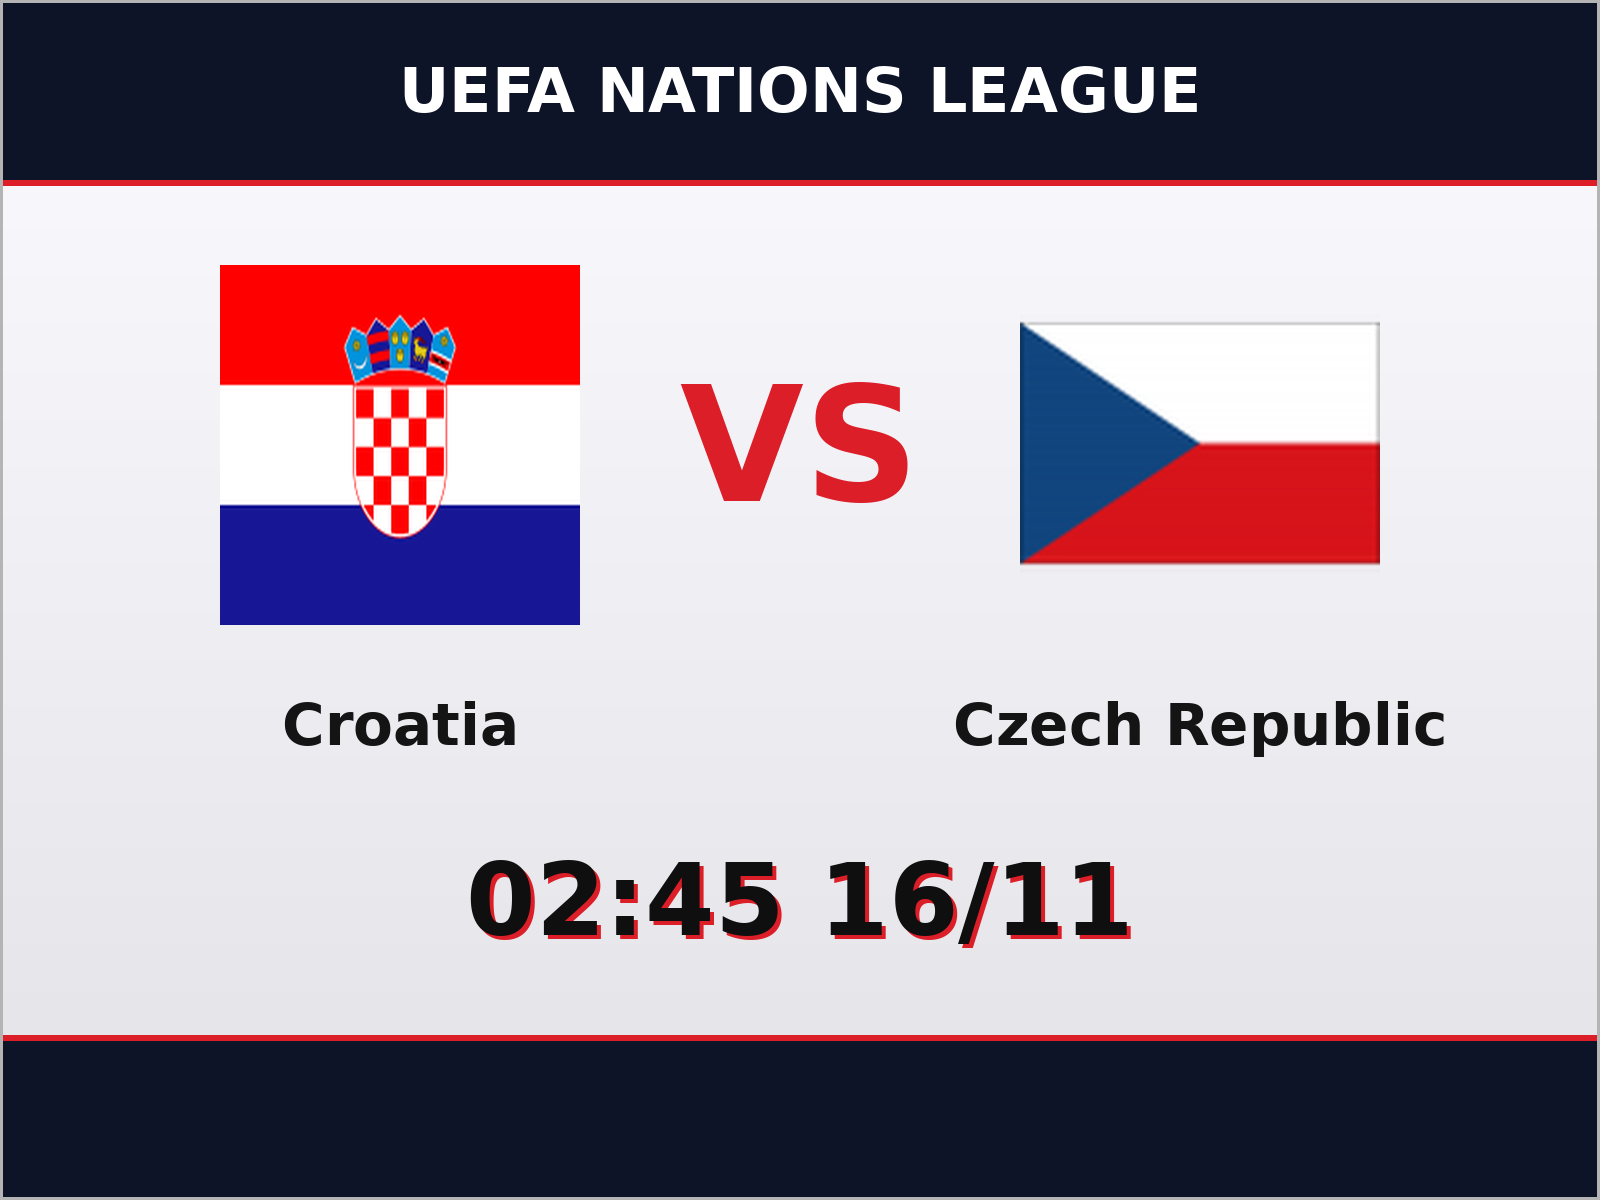 UEFA NATIONS LEAGUE
VS
Croatia
Czech Republic
02:45 16/11